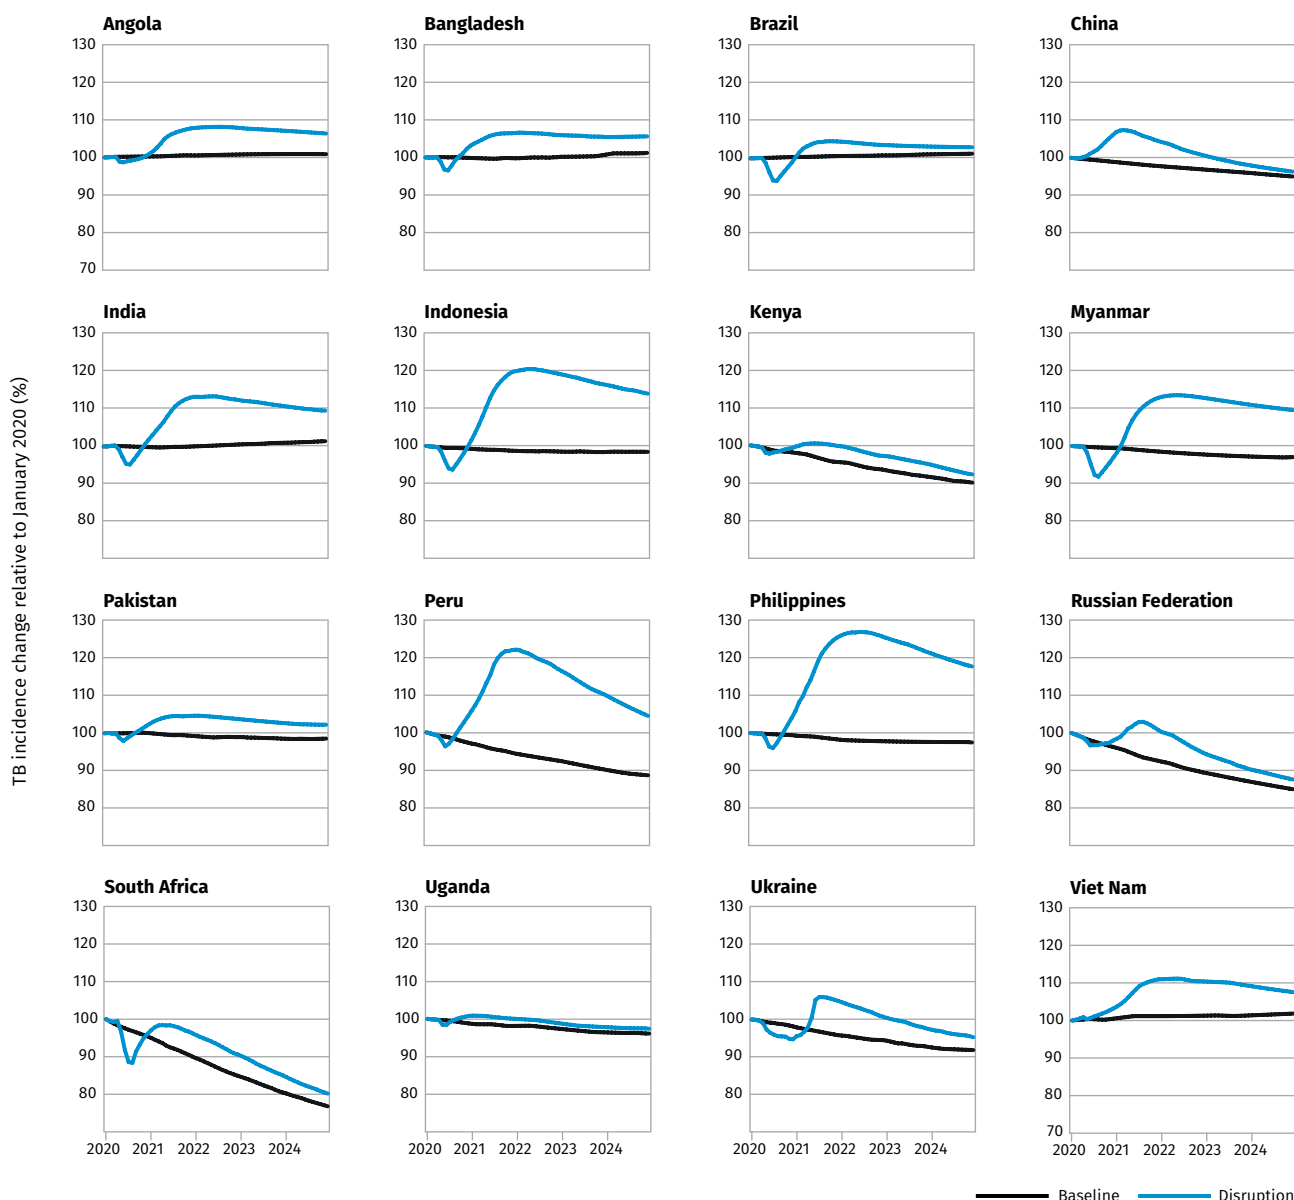 Angola Bangladesh Brazil China
130 130 130 130
120 120 120 120
110 110 110 110
100 100 100 100
90 90 90 90
80 80 80 80
70
India Indonesia Kenya Myanmar
130 130 130 130
120 120 120 120
110 110 110 110
100 100 100 100
90 90 90 90
80 80 80 80
TB incidence change relative to January 2020 (%)
Pakistan Peru Philippines Russian Federation
130 130 130 130
120 120 120 120
110 110 110 110
100 100 100 100
90 90 90 90
80 80 80 80
South Africa Uganda Ukraine Viet Nam
130 130 130 130
120 120 120 120
110 110 110 110
100 100 100 100
90 90 90 90
80 80 80 80
70
2020 2021 2022 2023 2024 2020 2021 2022 2023 2024 2020 2021 2022 2023 2024 2020 2021 2022 2023 2024
Baseline Disruption